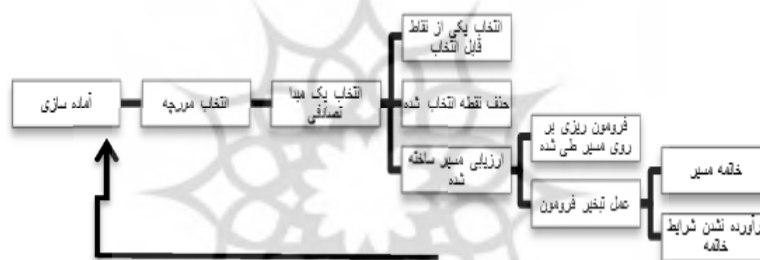 آماده سازی
انتخاب مورچه
انتخاب یک مبدا
تصادفی
انتخاب یکی از نقاط
قابل انتخاب
حذف نقطه انتخاب شده
ارزیابی مسیر ساخته
شده
فرومون ریزی بر
روی مسیر طی شده
عمل تبخیر فرومون
خاتمه مسیر
رآورده نشدن شرایط
خاتمه